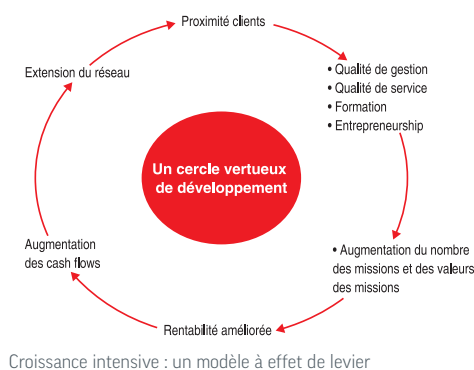 Proximité clients
• Qualité de gestion
• Qualité de service
• Formation
• Entrepreneurship
• Augmentation du nombre
des missions et des valeurs
des missions
Rentabilité améliorée
Augmentation
des cash flows
Extension du réseau
Un cercle vertueux
de développement
Croissance intensive : un modèle à effet de levier